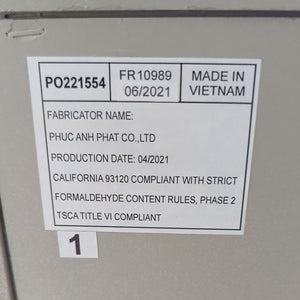 PO221554
FR10989
06/2021
MADE IN
VIETNAM
FABRICATOR NAME:
PHUC ANH PHAT CO.,LTD
PRODUCTION DATE: 04/2021
CALIFORNIA 93120 COMPLIANT WITH STRICT
FORMALDEHYDE CONTENT RULES, PHASE 2
TSCA TITLE VI COMPLIANT
1